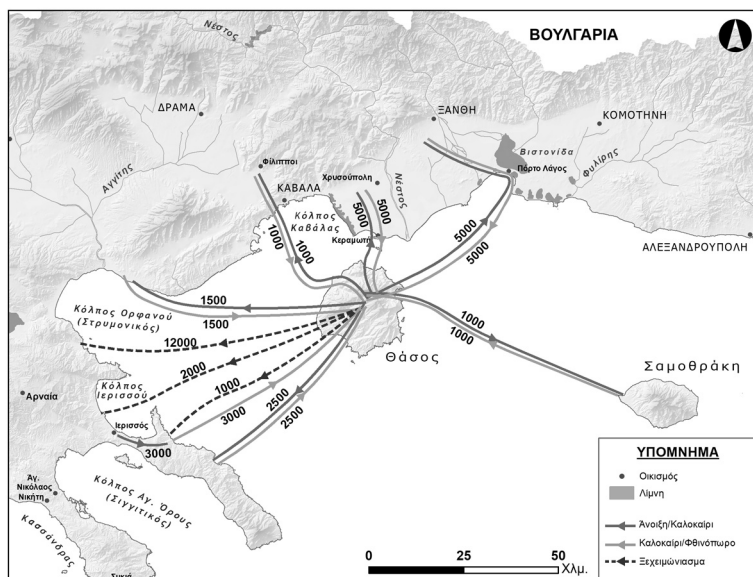 ΒΟΥΛΓΑΡΙΑ
Νέστος
ΔΡΑΜΑ
ΞΑΝΘΗ
ΚΟΜΟΤΗΝΗ
Βιστονίδα
Φίλιπποι
Πόρτο Λάγος
Φυλίρης
Αγγίτης
Χρυσούπολη
Νέστος
ΚΑΒΑΛΑ
Κόλπος
Καβάλας
5000
5000
1000
1000
Κεραμωτή
5000
5000
ΑΛΕΞΑΝΔΡΟΥΠΟΛΗ
1500
1500
Κόλπος Ορφανού
(Στρυμονικός)
12000
2000
1000
3000
2500
2500
1000
1000
Θάσος
Σαμοθράκη
Κόλπος
Ιερισσού
Αρναία
Ιερισσός
3000
Άγ.
Νικόλαος
Νικήτη
Κόλπος Αγ. Όρους
(Σιγγιτικός)
Κασσάνδρας
Συκιά
ΥΠΟΜΝΗΜΑ
Οικισμός
Λίμνη
Άνοιξη/Καλοκαίρι
Καλοκαίρι/Φθινόπωρο
Ξεχειμώνιασμα
0 25 50
Χλμ.